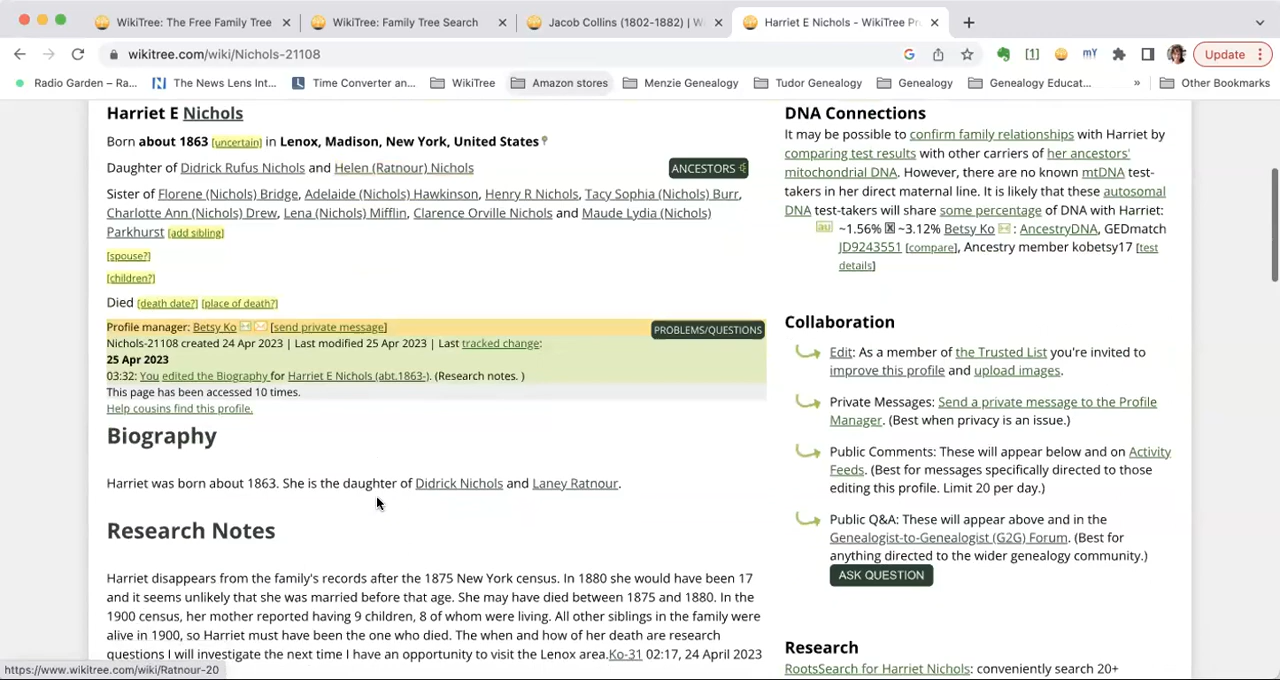 WikiTree: The Free Family Tree
WikiTree: Family Tree Search
Jacob Collins (1802-1882) | W
Harriet E Nichols - WikiTree Pr
wikitree.com/wiki/Nichols-21108
Update
Radio Garden – Ra...
The News Lens Int...
Time Converter an...
WikiTree
Amazon stores
Menzie Genealogy
Tudor Genealogy
Genealogy
Genealogy Educat...
»
Other Bookmarks
Harriet E Nichols
Born about 1863 [uncertain] in Lenox, Madison, New York, United States
Daughter of Didrick Rufus Nichols and Helen (Ratnour) Nichols
ANCESTORS
Sister of Florene (Nichols) Bridge, Adelaide (Nichols) Hawkinson, Henry R Nichols, Tacy Sophia (Nichols) Burr,
Charlotte Ann (Nichols) Drew, Lena (Nichols) Mifflin, Clarence Orville Nichols and Maude Lydia (Nichols)
Parkhurst [add sibling]
[spouse?]
[children?]
Died [death date?] [place of death?]
Profile manager: Betsy Ko [send private message]
PROBLEMS/QUESTIONS
Nichols-21108 created 24 Apr 2023 | Last modified 25 Apr 2023 | Last tracked change:
25 Apr 2023
03:32: You edited the Biography for Harriet E Nichols (abt.1863-). (Research notes. )
This page has been accessed 10 times.
Help cousins find this profile.
Biography
Harriet was born about 1863. She is the daughter of Didrick Nichols and Laney Ratnour.
Research Notes
Harriet disappears from the family's records after the 1875 New York census. In 1880 she would have been 17
and it seems unlikely that she was married before that age. She may have died between 1875 and 1880. In the
1900 census, her mother reported having 9 children, 8 of whom were living. All other siblings in the family were
alive in 1900, so Harriet must have been the one who died. The when and how of her death are research
questions I will investigate the next time I have an opportunity to visit the Lenox area.Ko-31 02:17, 24 April 2023
DNA Connections
It may be possible to confirm family relationships with Harriet by
comparing test results with other carriers of her ancestors'
mitochondrial DNA. However, there are no known mtDNA test-
takers in her direct maternal line. It is likely that these autosomal
DNA test-takers will share some percentage of DNA with Harriet:
au ~1.56% X ~3.12% Betsy Ko : AncestryDNA, GEDmatch
JD9243551 [compare], Ancestry member kobetsy17 [test
details]
Collaboration
Edit: As a member of the Trusted List you're invited to
improve this profile and upload images.
Private Messages: Send a private message to the Profile
Manager. (Best when privacy is an issue.)
Public Comments: These will appear below and on Activity
Feeds. (Best for messages specifically directed to those
editing this profile. Limit 20 per day.)
Public Q&A: These will appear above and in the
Genealogist-to-Genealogist (G2G) Forum. (Best for
anything directed to the wider genealogy community.)
ASK QUESTION
Research
RootsSearch for Harriet Nichols: conveniently search 20+
https://www.wikitree.com/wiki/Ratnour-20